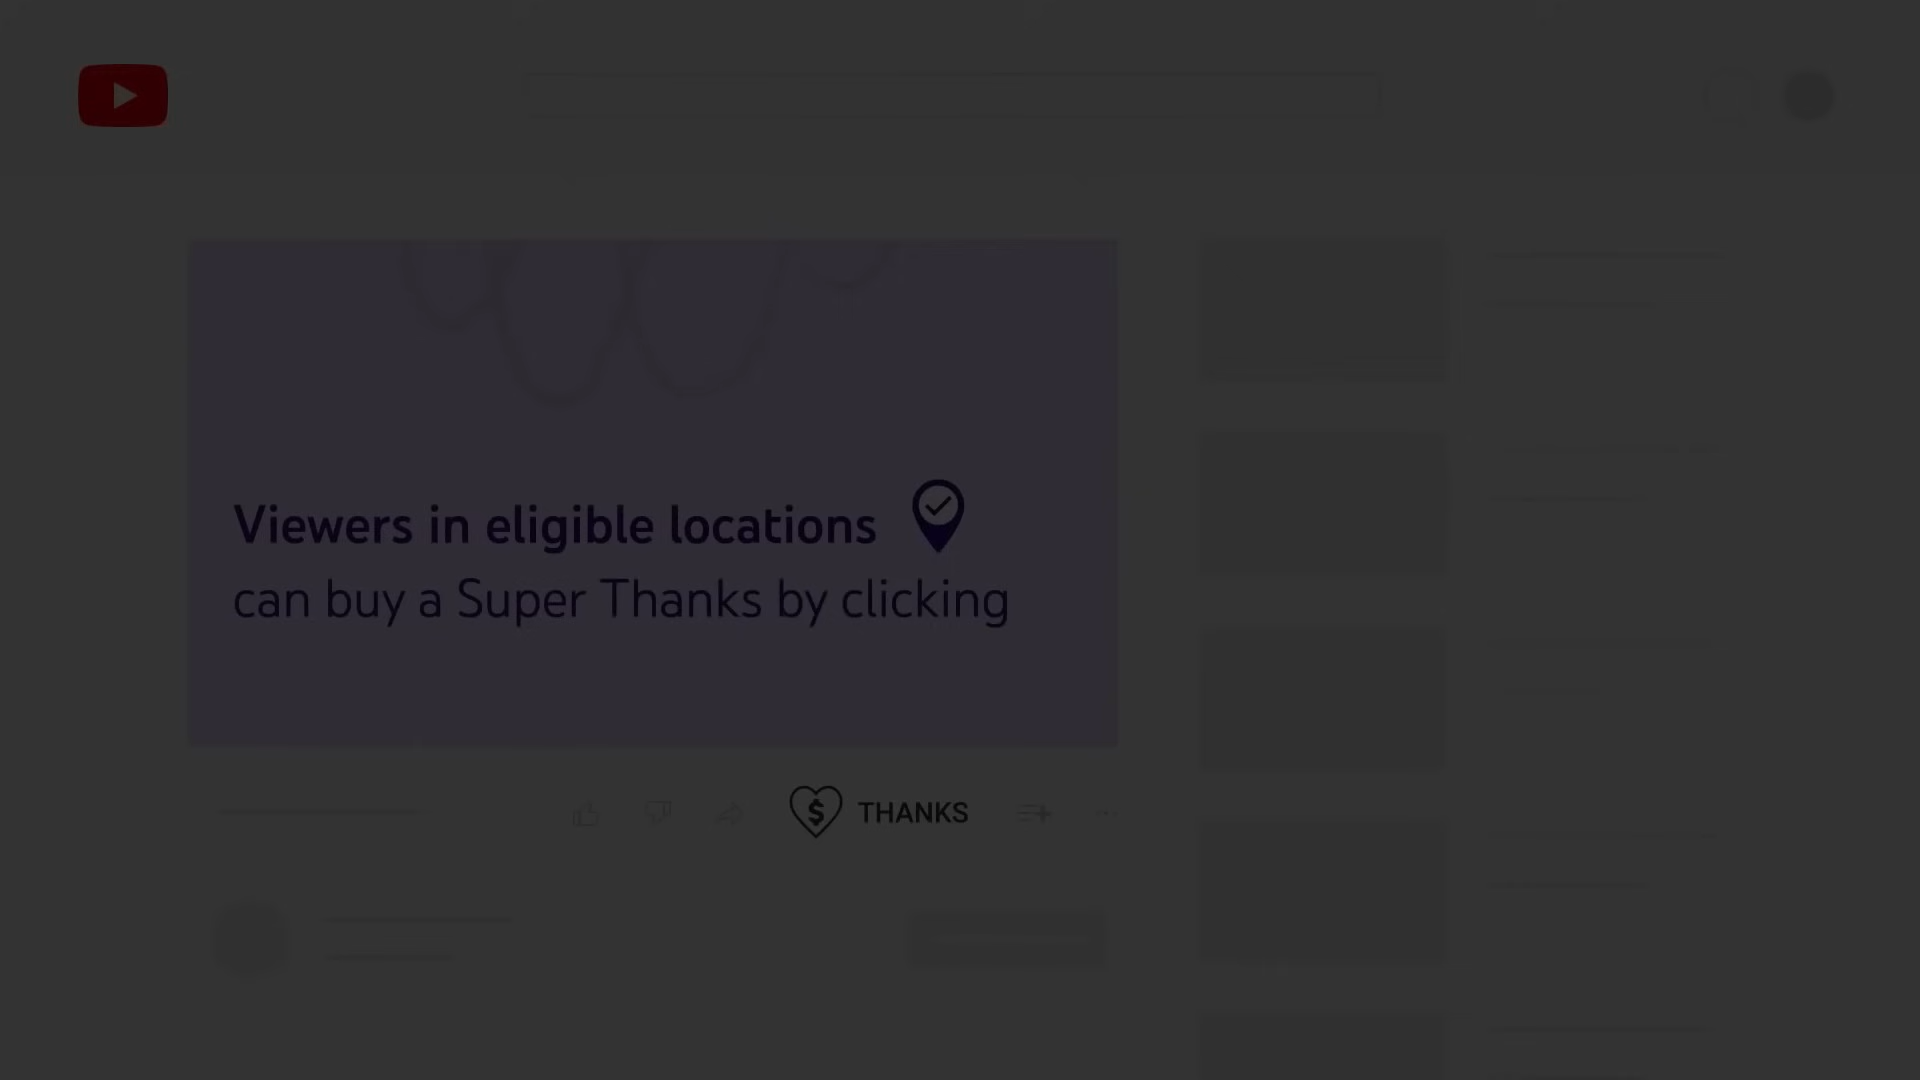 Viewers in eligible locations
can buy a Super Thanks by clicking
$ THANKS